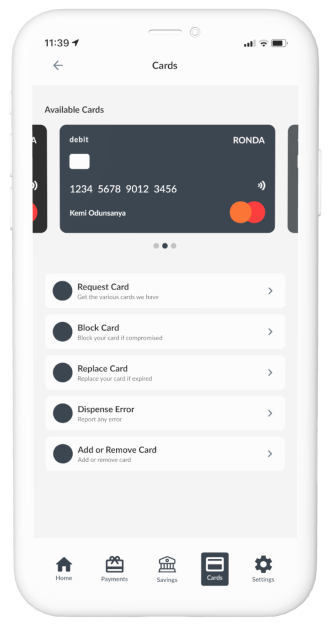 11:39
Cards
Available Cards
debit
RONDA
1234 5678 9012 3456
Kemi Odunsanya
Request Card
Get the various cards we have
Block Card
Block your card if compromised
Replace Card
Replace your card if expired
Dispense Error
Report any error
Add or Remove Card
Add or remove card
Home
Payments
Savings
Cards
Settings